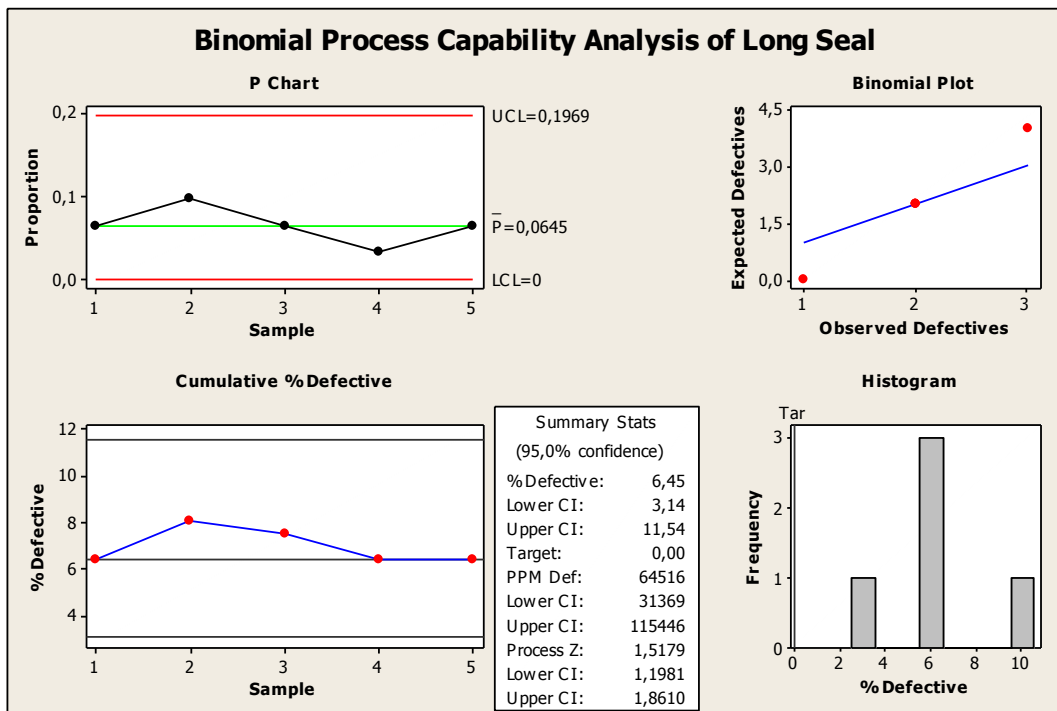 Binomial Process Capability Analysis of Long Seal
P Chart
Proportion
0,2
0,1
0,0
1 2 3 4 5
Sample
UCL=0,1969
P̄=0,0645
LCL=0
Binomial Plot
Expected Defectives
4,5
3,0
1,5
0,0
1 2 3
Observed Defectives
Cumulative %Defective
%Defective
12
10
8
6
4
1 2 3 4 5
Sample
Summary Stats
(95,0% confidence)
%Defective: 6,45
Lower CI: 3,14
Upper CI: 11,54
Target: 0,00
PPM Def: 64516
Lower CI: 31369
Upper CI: 115446
Process Z: 1,5179
Lower CI: 1,1981
Upper CI: 1,8610
Histogram
Tar
Frequency
3
2
1
0
0 2 4 6 8 10
%Defective